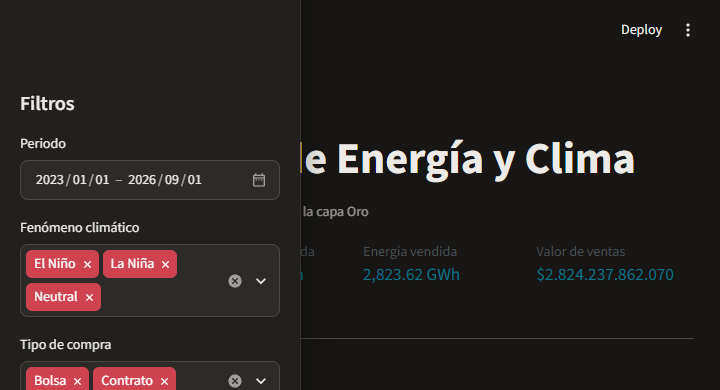 Deploy
Filtros
Periodo
2023/01/01 – 2026/09/01
Fenómeno climático
El Niño
La Niña
Neutral
Tipo de compra
Bolsa
Contrato
de Energía y Clima
la capa Oro
Energía vendida
Valor de ventas
2,823.62 GWh
$2.824.237.862.070